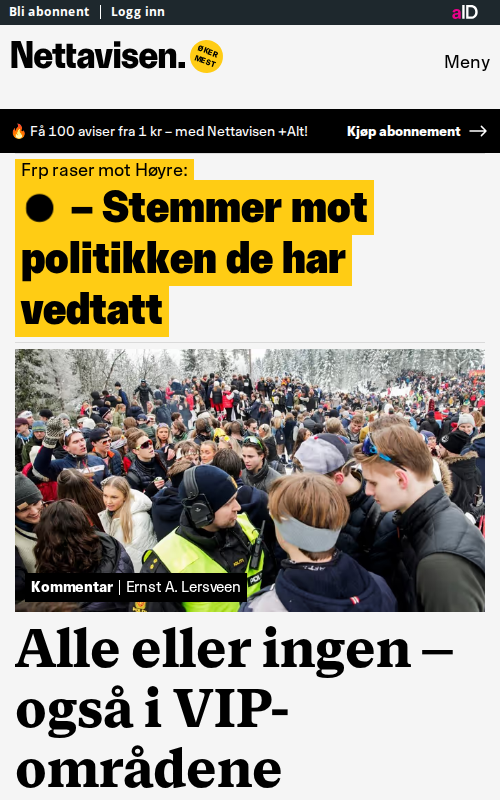 Bli abonnent | Logg inn
aID
Nettavisen.
ØKER
MEST
Meny
🔥 Få 100 aviser fra 1 kr – med Nettavisen +Alt!
Kjøp abonnement →
Frp raser mot Høyre:
● – Stemmer mot
politikken de har
vedtatt
POLITI
Kommentar | Ernst A. Lersveen
Alle eller ingen –
også i VIP-
områdene